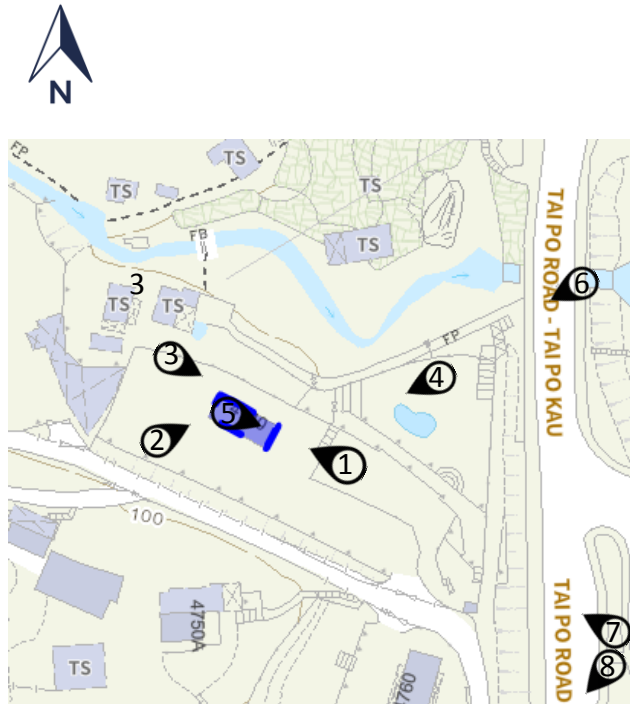 N
FP
TS
TS
TS
TS
FB
TAI PO ROAD - TAI PO KAU
6
3
TS
TS
FP
3
4
5
2
1
100
4750A
TS
4760
TAI PO ROAD
7
8